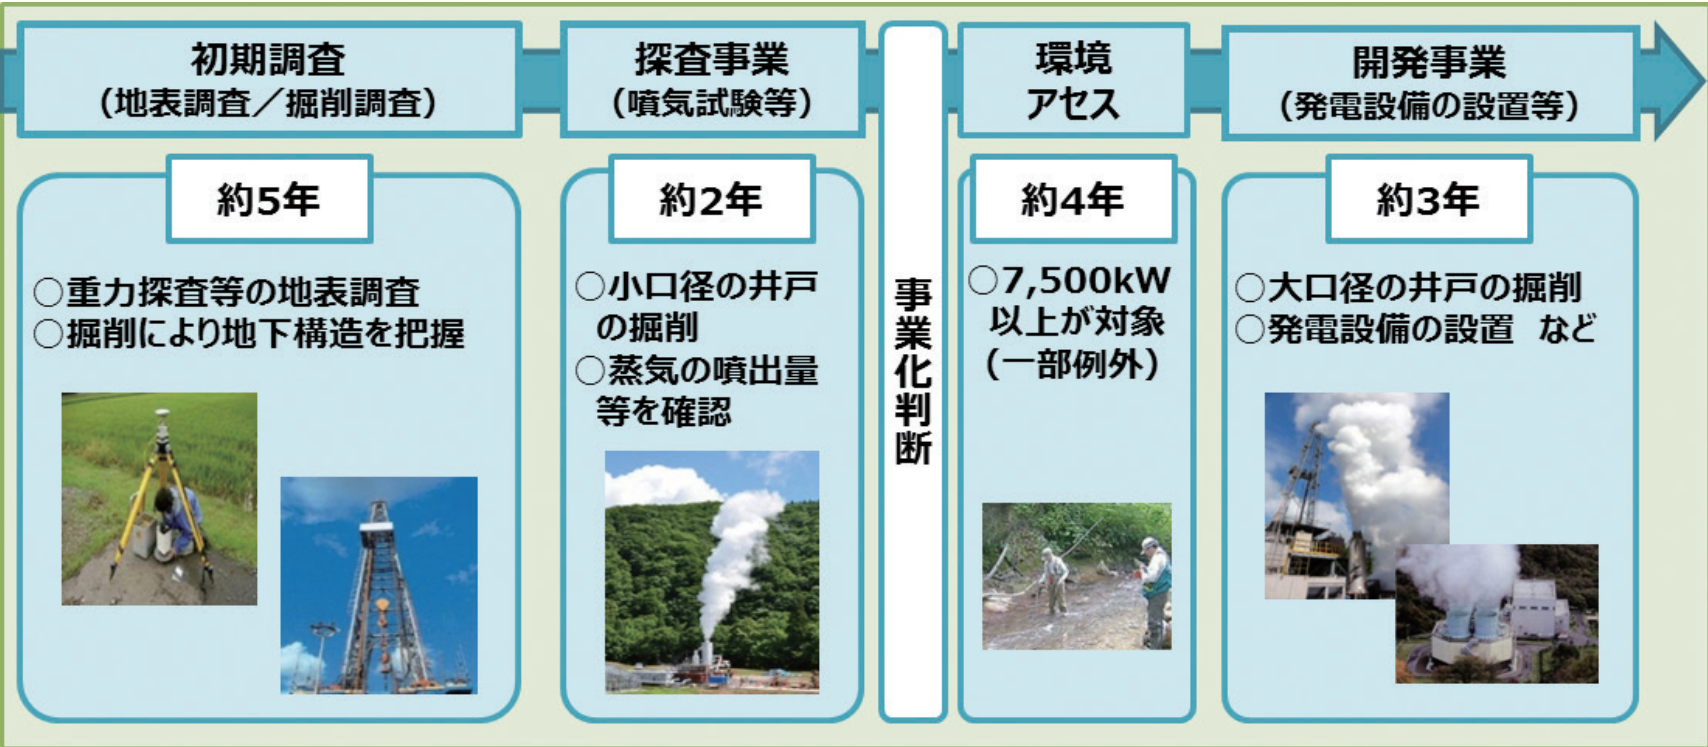 初期調査
（地表調査／掘削調査）
約5年
○重力探査等の地表調査
○掘削により地下構造を把握
探査事業
（噴気試験等）
約2年
○小口径の井戸
の掘削
○蒸気の噴出量
等を確認
事業化判断
環境
アセス
約4年
○7,500kW
以上が対象
（一部例外）
開発事業
（発電設備の設置等）
約3年
○大口径の井戸の掘削
○発電設備の設置　など